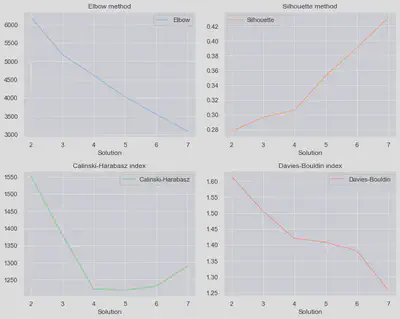 Elbow method
Elbow
6000
5500
5000
4500
4000
3500
3000
2 3 4 5 6 7
Solution
Silhouette method
Silhouette
0.42
0.40
0.38
0.36
0.34
0.32
0.30
0.28
2 3 4 5 6 7
Solution
Calinski-Harabasz index
Calinski-Harabasz
1550
1500
1450
1400
1350
1300
1250
2 3 4 5 6 7
Solution
Davies-Bouldin index
Davies-Bouldin
1.60
1.55
1.50
1.45
1.40
1.35
1.30
1.25
2 3 4 5 6 7
Solution